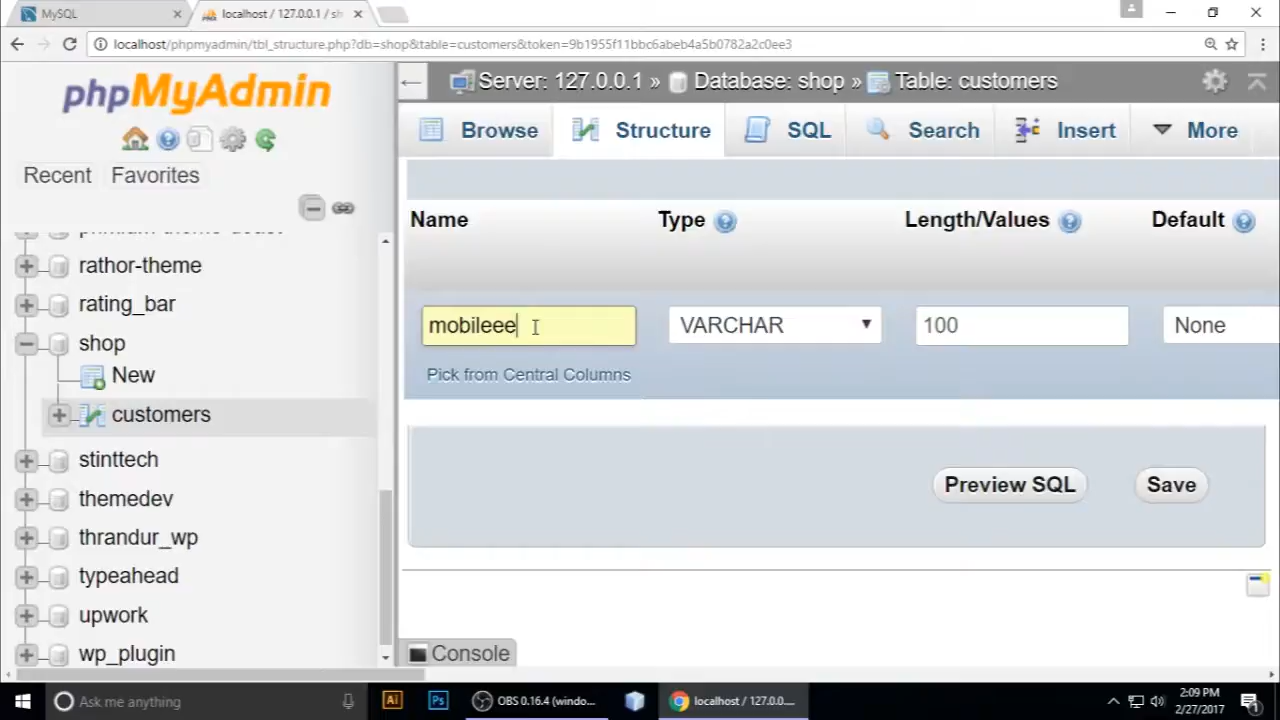 MySQL
localhost / 127.0.0.1 / sh
localhost/phpmyadmin/tbl_structure.php?db=shop&table=customers&token=9b1955f11bbc6abeb4a5b0782a2c0ee3
phpMyAdmin
Recent Favorites
rathor-theme
rating_bar
shop
New
customers
stinttech
themedev
thrandur_wp
typeahead
upwork
wp_plugin
Server: 127.0.0.1 » Database: shop » Table: customers
Browse Structure SQL Search Insert More
Name Type Length/Values Default
mobileee VARCHAR 100 None
Pick from Central Columns
Preview SQL Save
Console
Ask me anything
Ai
Ps
OBS 0.16.4 (windo...
localhost / 127.0.0....
2:09 PM
2/27/2017
1